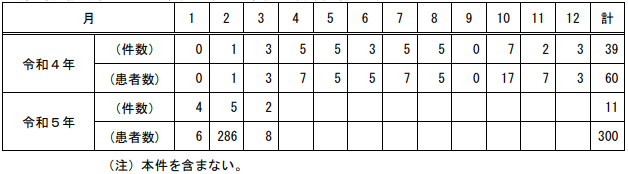 月 1 2 3 4 5 6 7 8 9 10 11 12 計
令和４年 （件数） 0 1 3 5 5 3 5 5 0 7 2 3 39
（患者数） 0 1 3 7 5 5 7 5 0 17 7 3 60
令和５年 （件数） 4 5 2 11
（患者数） 6 286 8 300
（注）本件を含まない。